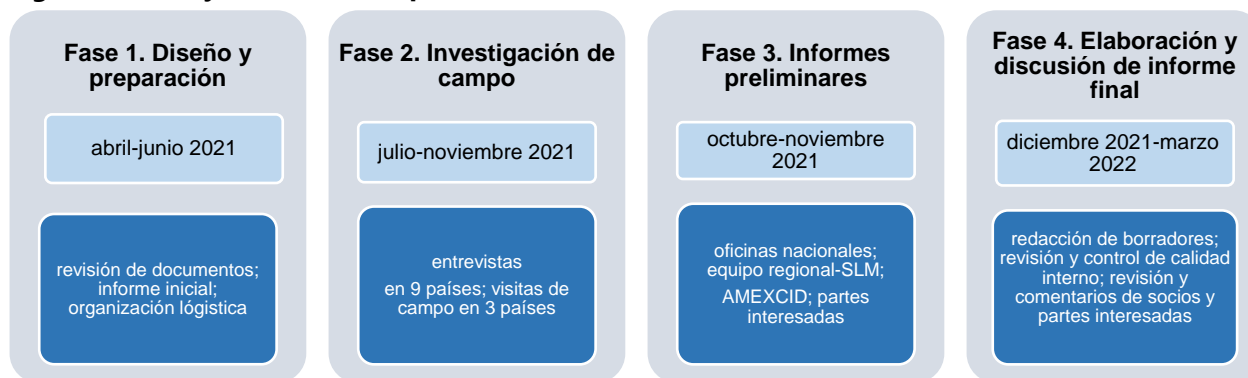 Fase 1. Diseño y
preparación
abril-junio 2021
revisión de documentos;
informe inicial;
organización lógistica
Fase 2. Investigación de
campo
julio-noviembre 2021
entrevistas
en 9 países; visitas de
campo en 3 países
Fase 3. Informes
preliminares
octubre-noviembre
2021
oficinas nacionales;
equipo regional-SLM;
AMEXCID; partes
interesadas
Fase 4. Elaboración y
discusión de informe
final
diciembre 2021-marzo
2022
redacción de borradores;
revisión y control de calidad
interno; revisión y
comentarios de socios y
partes interesadas